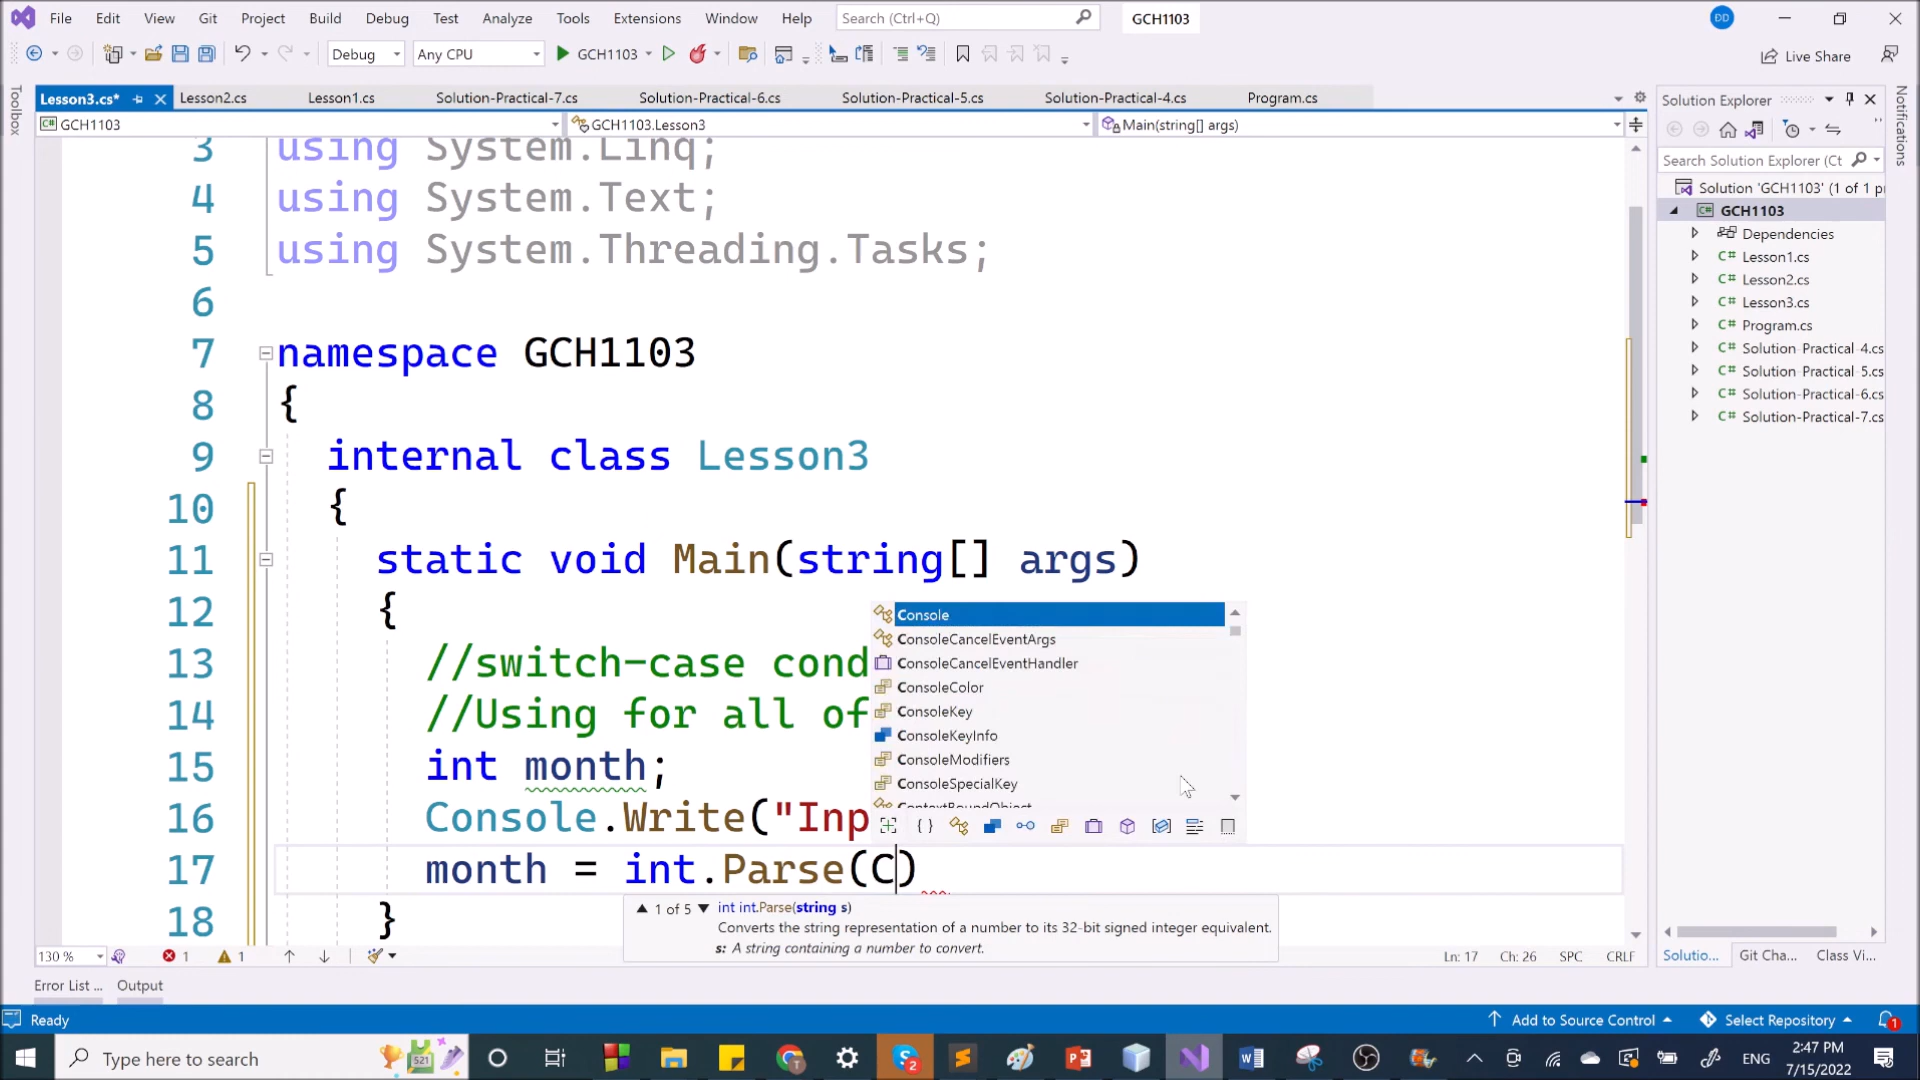 File Edit View Git Project Build Debug Test Analyze Tools Extensions Window Help Search (Ctrl+Q) GCH1103 ĐD
Debug Any CPU GCH1103 Live Share
Toolbox
Lesson3.cs* Lesson2.cs Lesson1.cs Solution-Practical-7.cs Solution-Practical-6.cs Solution-Practical-5.cs Solution-Practical-4.cs Program.cs
GCH1103 GCH1103.Lesson3 Main(string[] args)
3 using System.Linq;
4 using System.Text;
5 using System.Threading.Tasks;
6
7 namespace GCH1103
8 {
9 internal class Lesson3
10 {
11 static void Main(string[] args)
12 {
13 //switch-case cond
14 //Using for all of
15 int month;
16 Console.Write("Inp
17 month = int.Parse(C)
18 }
Console
ConsoleCancelEventArgs
ConsoleCancelEventHandler
ConsoleColor
ConsoleKey
ConsoleKeyInfo
ConsoleModifiers
ConsoleSpecialKey
ContextBoundObject
1 of 5 int int.Parse(string s)
Converts the string representation of a number to its 32-bit signed integer equivalent.
s: A string containing a number to convert.
130 % 1 1 Ln: 17 Ch: 26 SPC CRLF
Error List ... Output
Solution Explorer
Search Solution Explorer (Ct
Solution 'GCH1103' (1 of 1 p
GCH1103
Dependencies
C# Lesson1.cs
C# Lesson2.cs
C# Lesson3.cs
C# Program.cs
C# Solution-Practical-4.cs
C# Solution-Practical-5.cs
C# Solution-Practical-6.cs
C# Solution-Practical-7.cs
Solutio... Git Cha... Class Vi...
Notifications
Ready Add to Source Control Select Repository 1
Type here to search 521 2 ENG 2:47 PM
7/15/2022